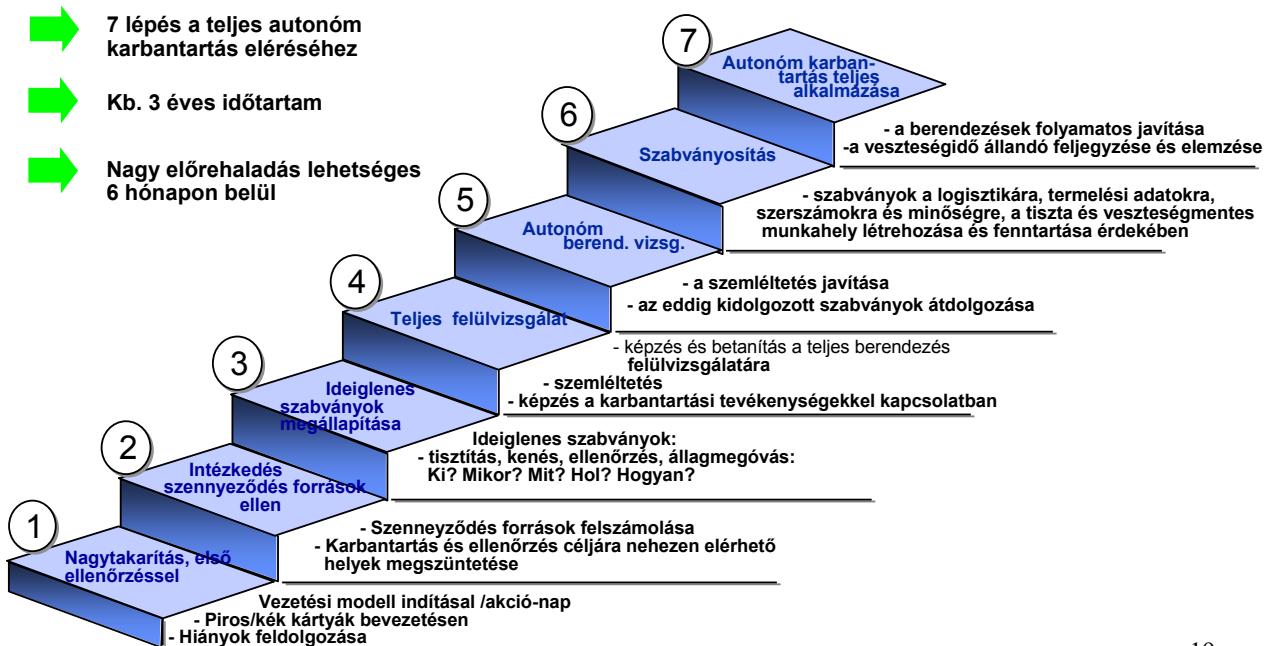 7 lépés a teljes autonóm
karbantartás eléréséhez
Kb. 3 éves időtartam
Nagy előrehaladás lehetséges
6 hónapon belül
7
Autonóm karban-
tartás teljes
alkalmazása
- a berendezések folyamatos javítása
-a veszteségidő állandó feljegyzése és elemzése
6
Szabványosítás
- szabványok a logisztikára, termelési adatokra,
szerszámokra és minőségre, a tiszta és veszteségmentes
munkahely létrehozása és fenntartása érdekében
5
Autonóm
berend. vizsg.
- a szemléltetés javítása
- az eddig kidolgozott szabványok átdolgozása
4
Teljes felülvizsgálat
- képzés és betanítás a teljes berendezés
felülvizsgálatára
- szemléltetés
- képzés a karbantartási tevékenységekkel kapcsolatban
3
Ideiglenes
szabványok
megállapítása
Ideiglenes szabványok:
- tisztítás, kenés, ellenőrzés, állagmegóvás:
Ki? Mikor? Mit? Hol? Hogyan?
2
Intézkedés
szennyeződés források
ellen
- Szenneyződés források felszámolása
- Karbantartás és ellenőrzés céljára nehezen elérhető
helyek megszüntetése
1
Nagytakarítás, első
ellenőrzéssel
Vezetési modell indításal /akció-nap
- Piros/kék kártyák bevezetésen
- Hiányok feldolgozása